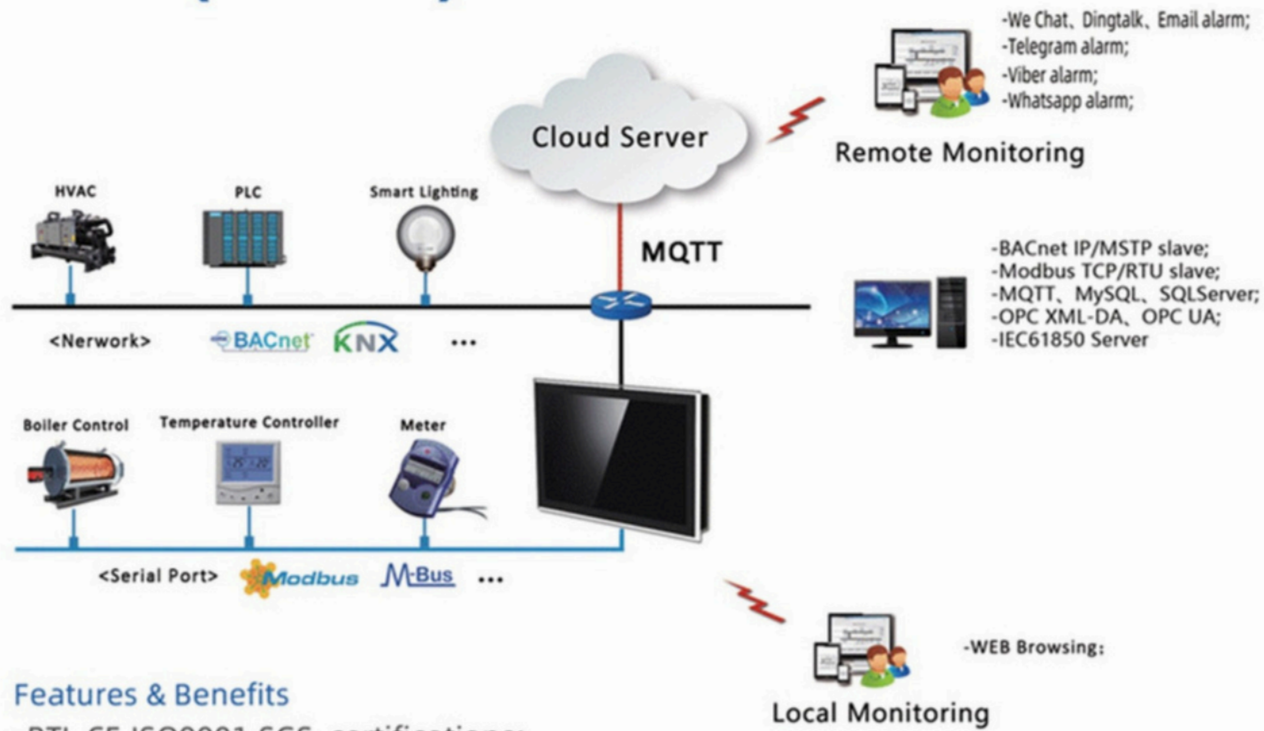 -We Chat、Dingtalk、Email alarm;
-Telegram alarm;
-Viber alarm;
-Whatsapp alarm;
Remote Monitoring
Cloud Server
HVAC
PLC
Smart Lighting
MQTT
-BACnet IP/MSTP slave;
-Modbus TCP/RTU slave;
-MQTT、MySQL、SQLServer;
-OPC XML-DA、OPC UA;
-IEC61850 Server
<Nerwork>
BACnet
KNX
...
Boiler Control
Temperature Controller
Meter
<Serial Port>
Modbus
M-Bus
...
-WEB Browsing;
Local Monitoring
Features & Benefits